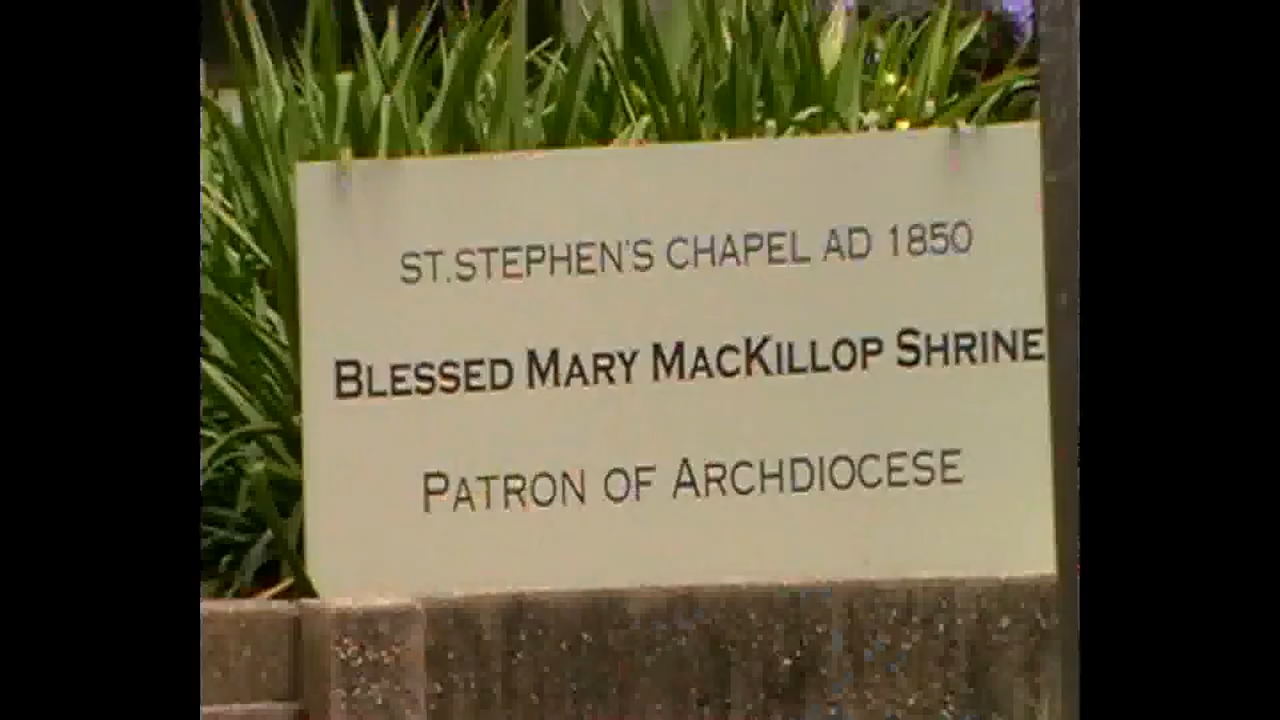 ST.STEPHEN'S CHAPEL AD 1850
BLESSED MARY MACKILLOP SHRINE
PATRON OF ARCHDIOCESE